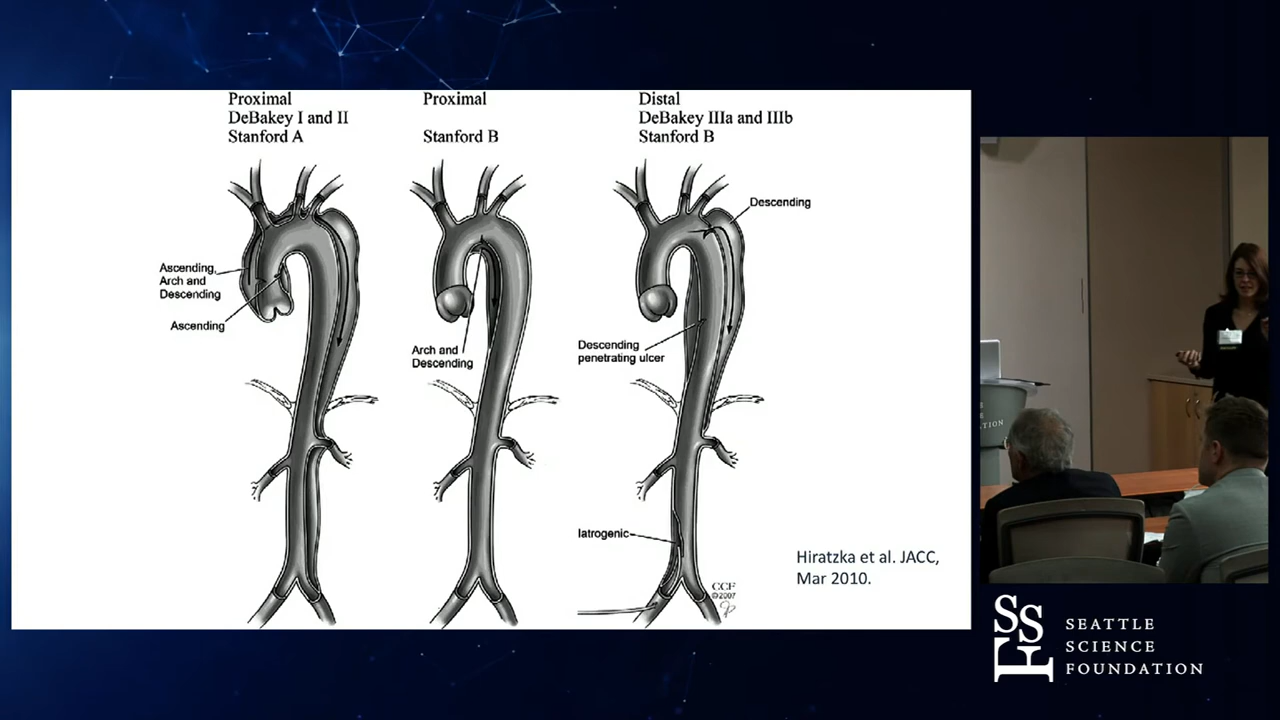 Proximal
DeBakey I and II
Stanford A
Proximal
Stanford B
Distal
DeBakey IIIa and IIIb
Stanford B
Descending
Ascending,
Arch and
Descending
Ascending
Arch and
Descending
Descending
penetrating ulcer
Iatrogenic
CCF
©2007
Hiratzka et al. JACC,
Mar 2010.
SSF
SEATTLE
SCIENCE
FOUNDATION